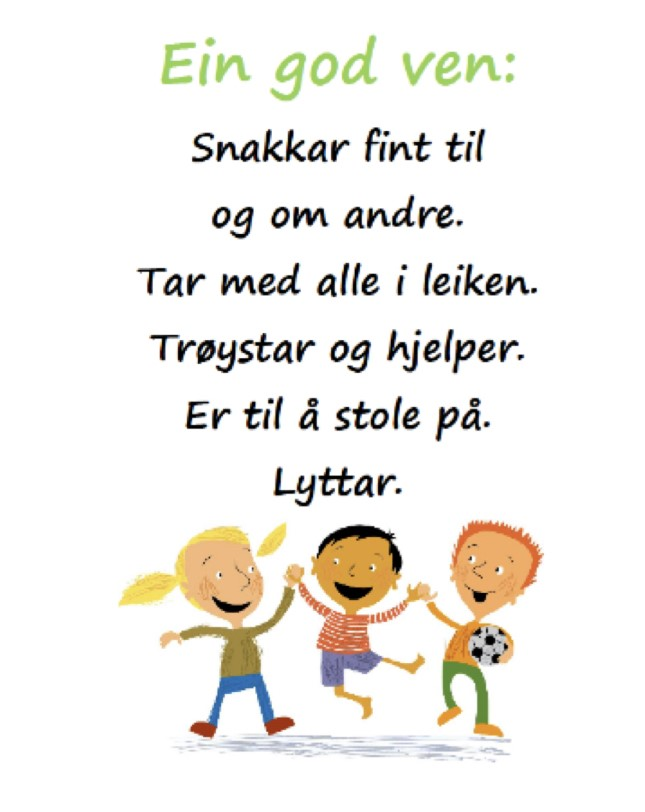 Ein god ven:
Snakkar fint til
og om andre.
Tar med alle i leiken.
Trøystar og hjelper.
Er til å stole på.
Lyttar.